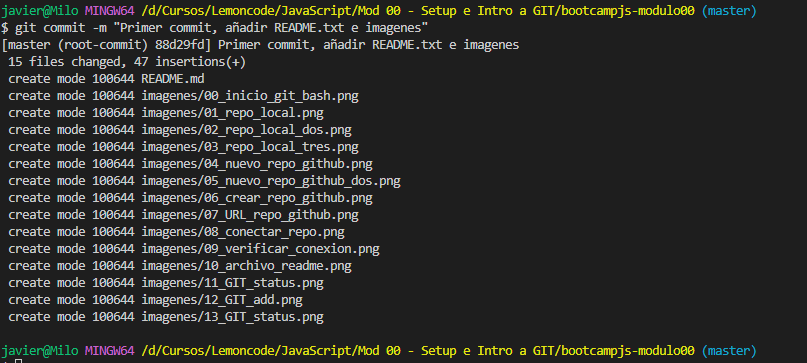 javier@Milo MINGW64 /d/Cursos/Lemoncode/JavaScript/Mod 00 - Setup e Intro a GIT/bootcampjs-modulo00 (master)
$ git commit -m "Primer commit, añadir README.txt e imagenes"
[master (root-commit) 88d29fd] Primer commit, añadir README.txt e imagenes
 15 files changed, 47 insertions(+)
 create mode 100644 README.md
 create mode 100644 imagenes/00_inicio_git_bash.png
 create mode 100644 imagenes/01_repo_local.png
 create mode 100644 imagenes/02_repo_local_dos.png
 create mode 100644 imagenes/03_repo_local_tres.png
 create mode 100644 imagenes/04_nuevo_repo_github.png
 create mode 100644 imagenes/05_nuevo_repo_github_dos.png
 create mode 100644 imagenes/06_crear_repo_github.png
 create mode 100644 imagenes/07_URL_repo_github.png
 create mode 100644 imagenes/08_conectar_repo.png
 create mode 100644 imagenes/09_verificar_conexion.png
 create mode 100644 imagenes/10_archivo_readme.png
 create mode 100644 imagenes/11_GIT_status.png
 create mode 100644 imagenes/12_GIT_add.png
 create mode 100644 imagenes/13_GIT_status.png
javier@Milo MINGW64 /d/Cursos/Lemoncode/JavaScript/Mod 00 - Setup e Intro a GIT/bootcampjs-modulo00 (master)